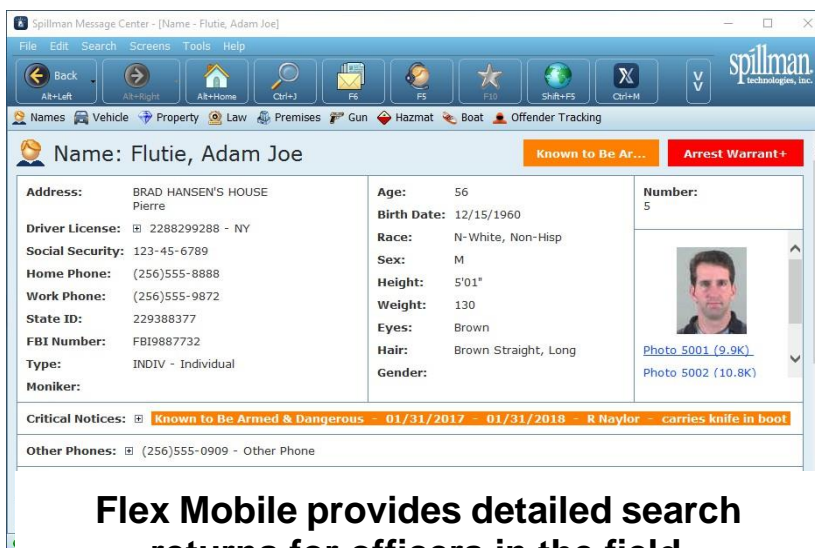 Spillman Message Center - [Name - Flutie, Adam Joe]
File Edit Search Screens Tools Help
Back
Alt+Left Alt+Right Alt+Home Ctrl+J F6 F5 F10 Shift+F5 Ctrl+M
spillman
technologies, inc.
Names Vehicle Property Law Premises Gun Hazmat Boat Offender Tracking
Name: Flutie, Adam Joe
Known to Be Ar... Arrest Warrant+
Address: BRAD HANSEN'S HOUSE
Pierre
Driver License: 2288299288 - NY
Social Security: 123-45-6789
Home Phone: (256)555-8888
Work Phone: (256)555-9872
State ID: 229388377
FBI Number: FBI9887732
Type: INDIV - Individual
Moniker:
Age: 56
Birth Date: 12/15/1960
Race: N-White, Non-Hisp
Sex: M
Height: 5'01"
Weight: 130
Eyes: Brown
Hair: Brown Straight, Long
Gender:
Number:
5
Photo 5001 (9.9K)
Photo 5002 (10.8K)
Critical Notices: Known to Be Armed & Dangerous - 01/31/2017 - 01/31/2018 - R Naylor - carries knife in boot
Other Phones: (256)555-0909 - Other Phone
Flex Mobile provides detailed search
returns for officers in the field